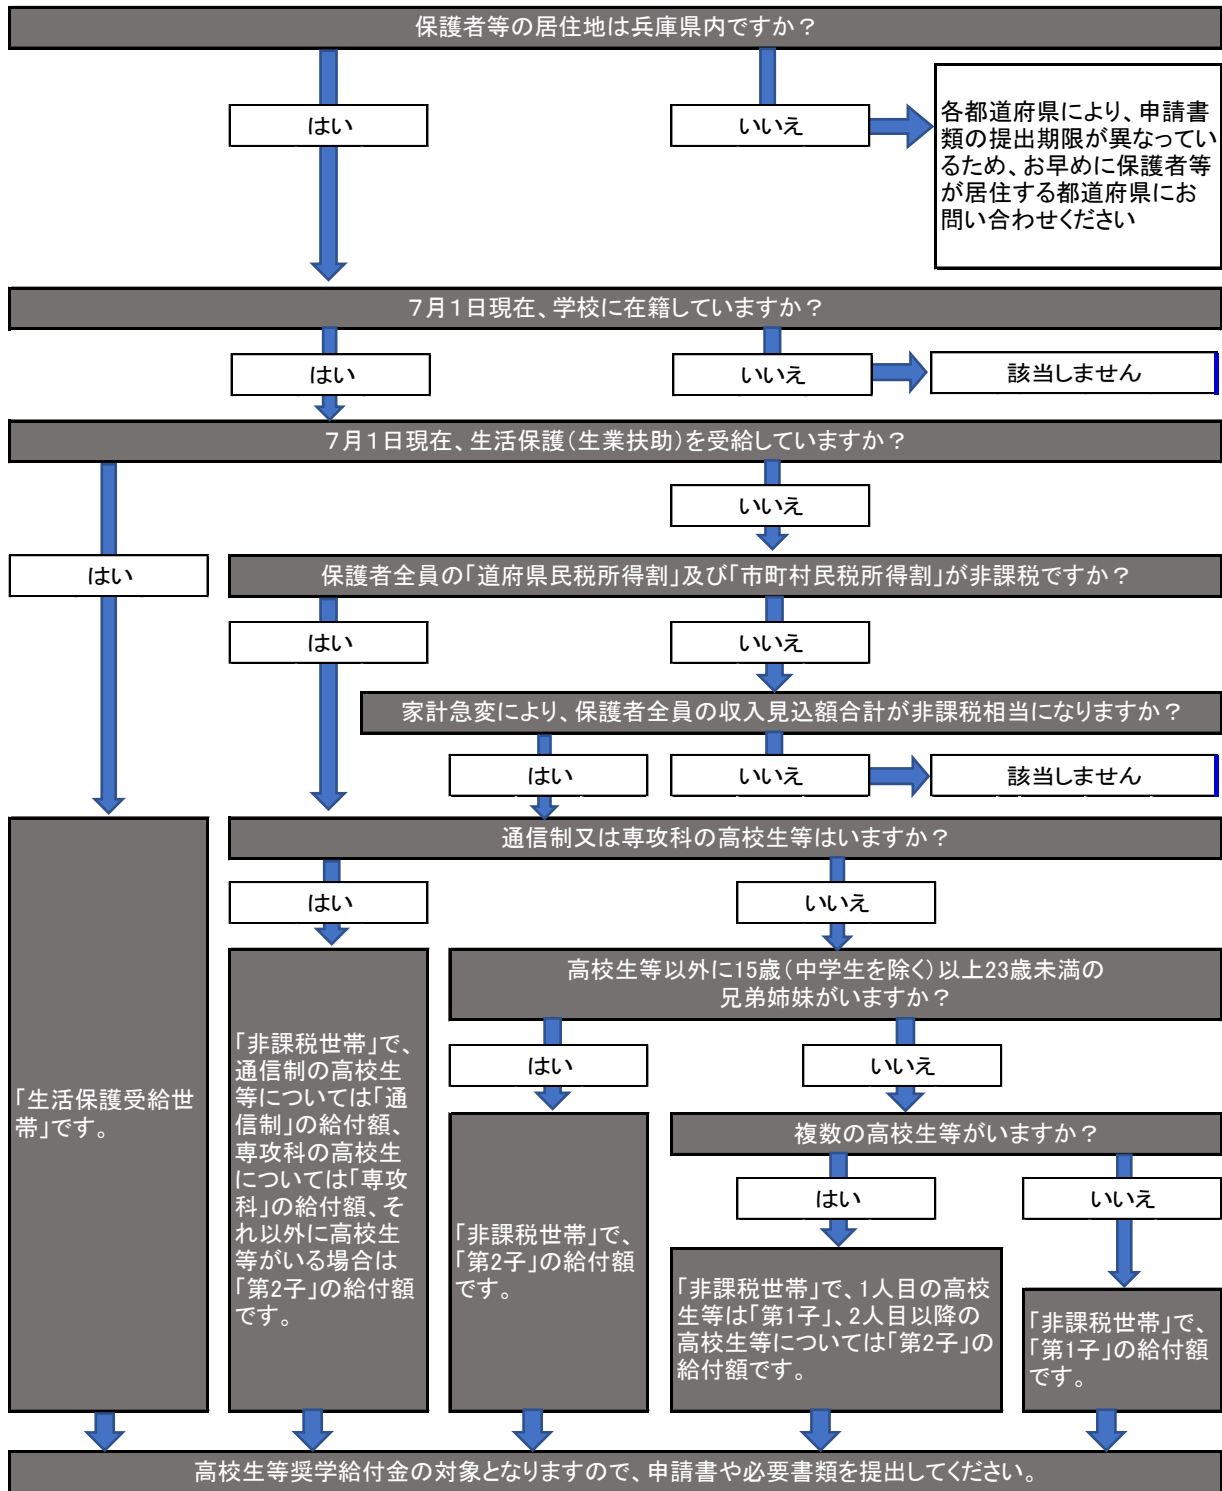 保護者等の居住地は兵庫県内ですか？
はい
いいえ
各都道府県により、申請書
類の提出期限が異なってい
るため、お早めに保護者等
が居住する都道府県にお
問い合わせください
７月１日現在、学校に在籍していますか？
はい
いいえ
該当しません
７月１日現在、生活保護（生業扶助）を受給していますか？
いいえ
はい
保護者全員の「道府県民税所得割」及び「市町村民税所得割」が非課税ですか？
はい
いいえ
家計急変により、保護者全員の収入見込額合計が非課税相当になりますか？
はい
いいえ
該当しません
通信制又は専攻科の高校生等はいますか？
はい
いいえ
高校生等以外に15歳（中学生を除く）以上23歳未満の
兄弟姉妹がいますか？
はい
いいえ
「生活保護受給世
帯」です。
「非課税世帯」で、
通信制の高校生
等については「通
信制」の給付額、
専攻科の高校生
については「専攻
科」の給付額、そ
れ以外に高校生
等がいる場合は
「第2子」の給付額
です。
複数の高校生等がいますか？
はい
いいえ
「非課税世帯」で、
「第2子」の給付額
です。
「非課税世帯」で、1人目の高校
生等は「第1子」、2人目以降の
高校生等については「第2子」の
給付額です。
「非課税世帯」で、
「第1子」の給付額
です。
高校生等奨学給付金の対象となりますので、申請書や必要書類を提出してください。